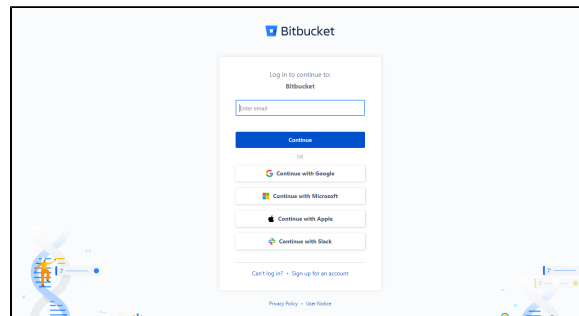 Bitbucket
Log in to continue to:
Bitbucket
Enter email
Continue
OR
Continue with Google
Continue with Microsoft
Continue with Apple
Continue with Slack
Can't log in? • Sign up for an account
Privacy Policy • User Notice